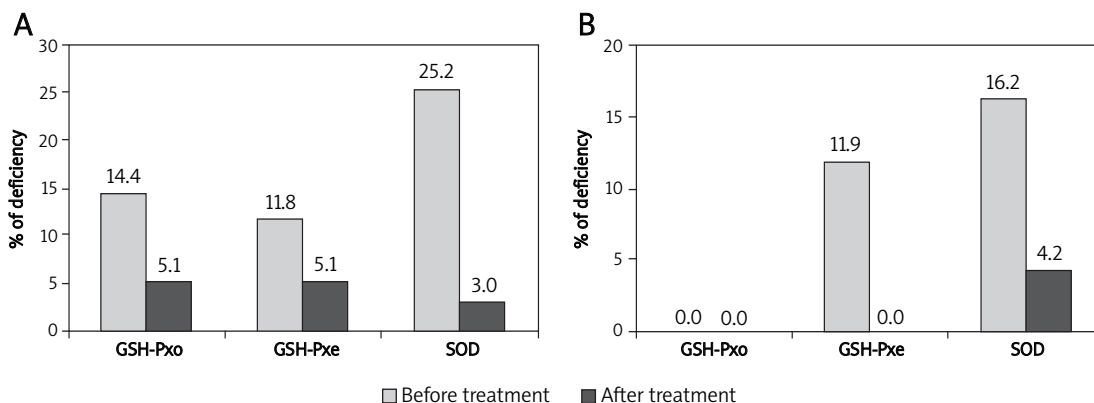 A
% of deficiency
30
25
20
15
10
5
0
14.4
5.1
11.8
5.1
25.2
3.0
GSH-Pxo
GSH-Pxe
SOD
B
% of deficiency
20
15
10
5
0
0.0
0.0
11.9
0.0
16.2
4.2
GSH-Pxo
GSH-Pxe
SOD
Before treatment
After treatment